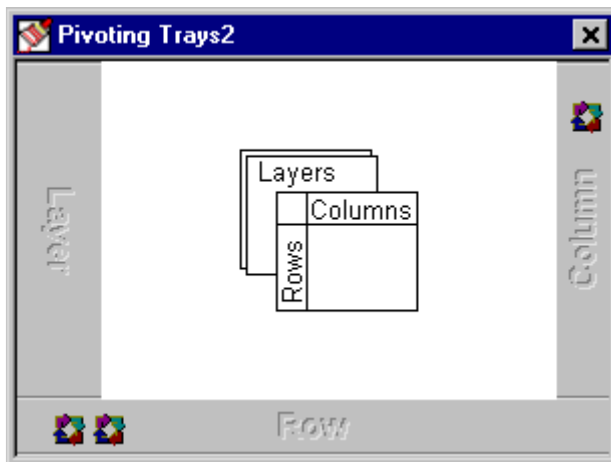 Pivoting Trays2
Layer
Layers
Columns
Rows
Column
Row